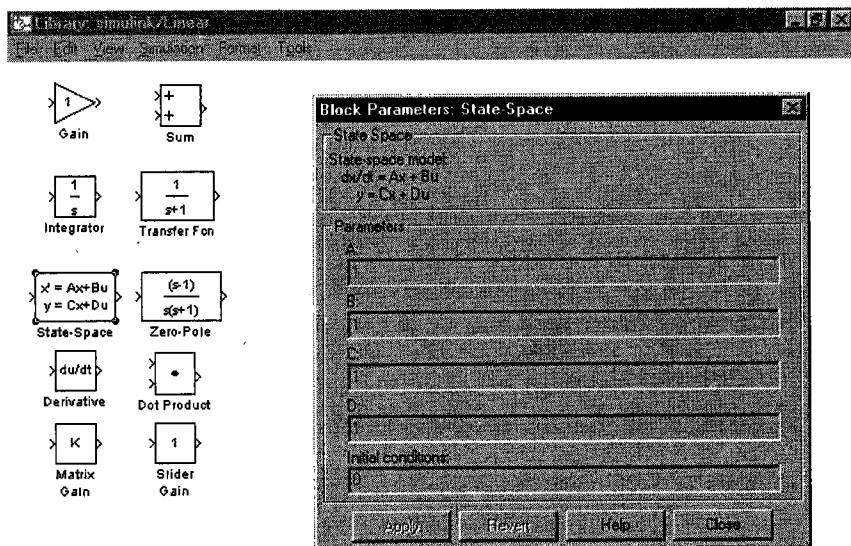 Library: simulink/Linear
File Edit View Simulation Format Tools
1
Gain
+
+
Sum
1
s
Integrator
1
s+1
Transfer Fcn
x' = Ax+Bu
y = Cx+Du
State-Space
(s-1)
s(s+1)
Zero-Pole
du/dt
Derivative
Dot Product
K
Matrix
Gain
1
Slider
Gain
Block Parameters: State-Space
State Space
State-space model:
dx/dt = Ax + Bu
y = Cx + Du
Parameters
A:
1
B:
1
C:
1
D:
1
Initial conditions:
0
Apply Revert Help Close